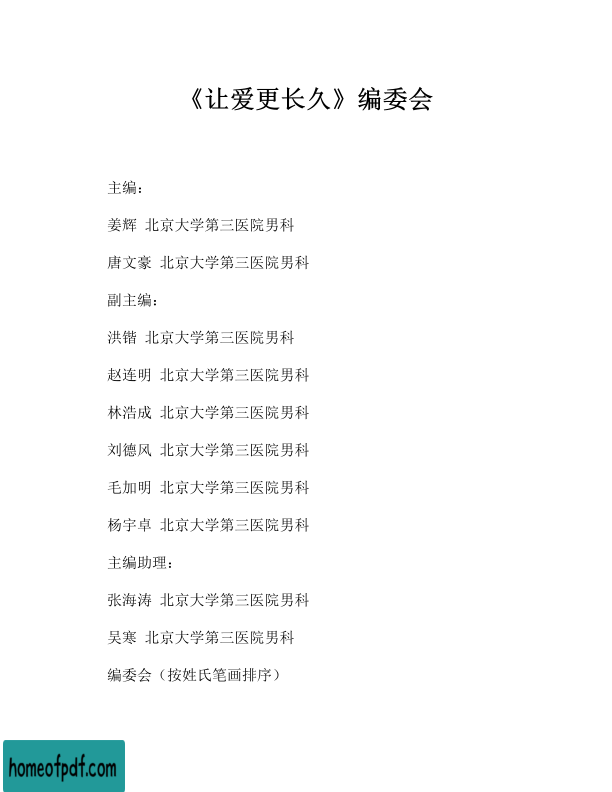 《让爱更长久》编委会
主编：
姜辉 北京大学第三医院男科
唐文豪 北京大学第三医院男科
副主编：
洪锴 北京大学第三医院男科
赵连明 北京大学第三医院男科
林浩成 北京大学第三医院男科
刘德风 北京大学第三医院男科
毛加明 北京大学第三医院男科
杨宇卓 北京大学第三医院男科
主编助理：
张海涛 北京大学第三医院男科
吴寒 北京大学第三医院男科
编委会（按姓氏笔画排序）
homeofpdf.com